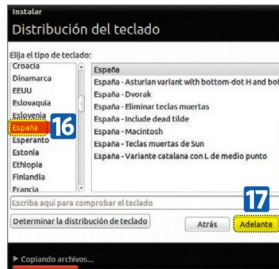 Instalar
Distribución del teclado
Elija el tipo de teclado:
Croacia
Dinamarca
EEUU
Eslovaquia
Eslovenia
España
Esperanto
Estonia
Ethiopia
Finlandia
Francia
16
España
España - Asturian variant with bottom-dot H and bot
España - Dvorak
España - Eliminar teclas muertas
España - Include dead tilde
España - Macintosh
España - Teclas muertas de Sun
España - Variante catalana con L de medio punto
Escriba aquí para comprobar el teclado
17
Determinar la distribución de teclado
Atrás
Adelante
Copiando archivos...